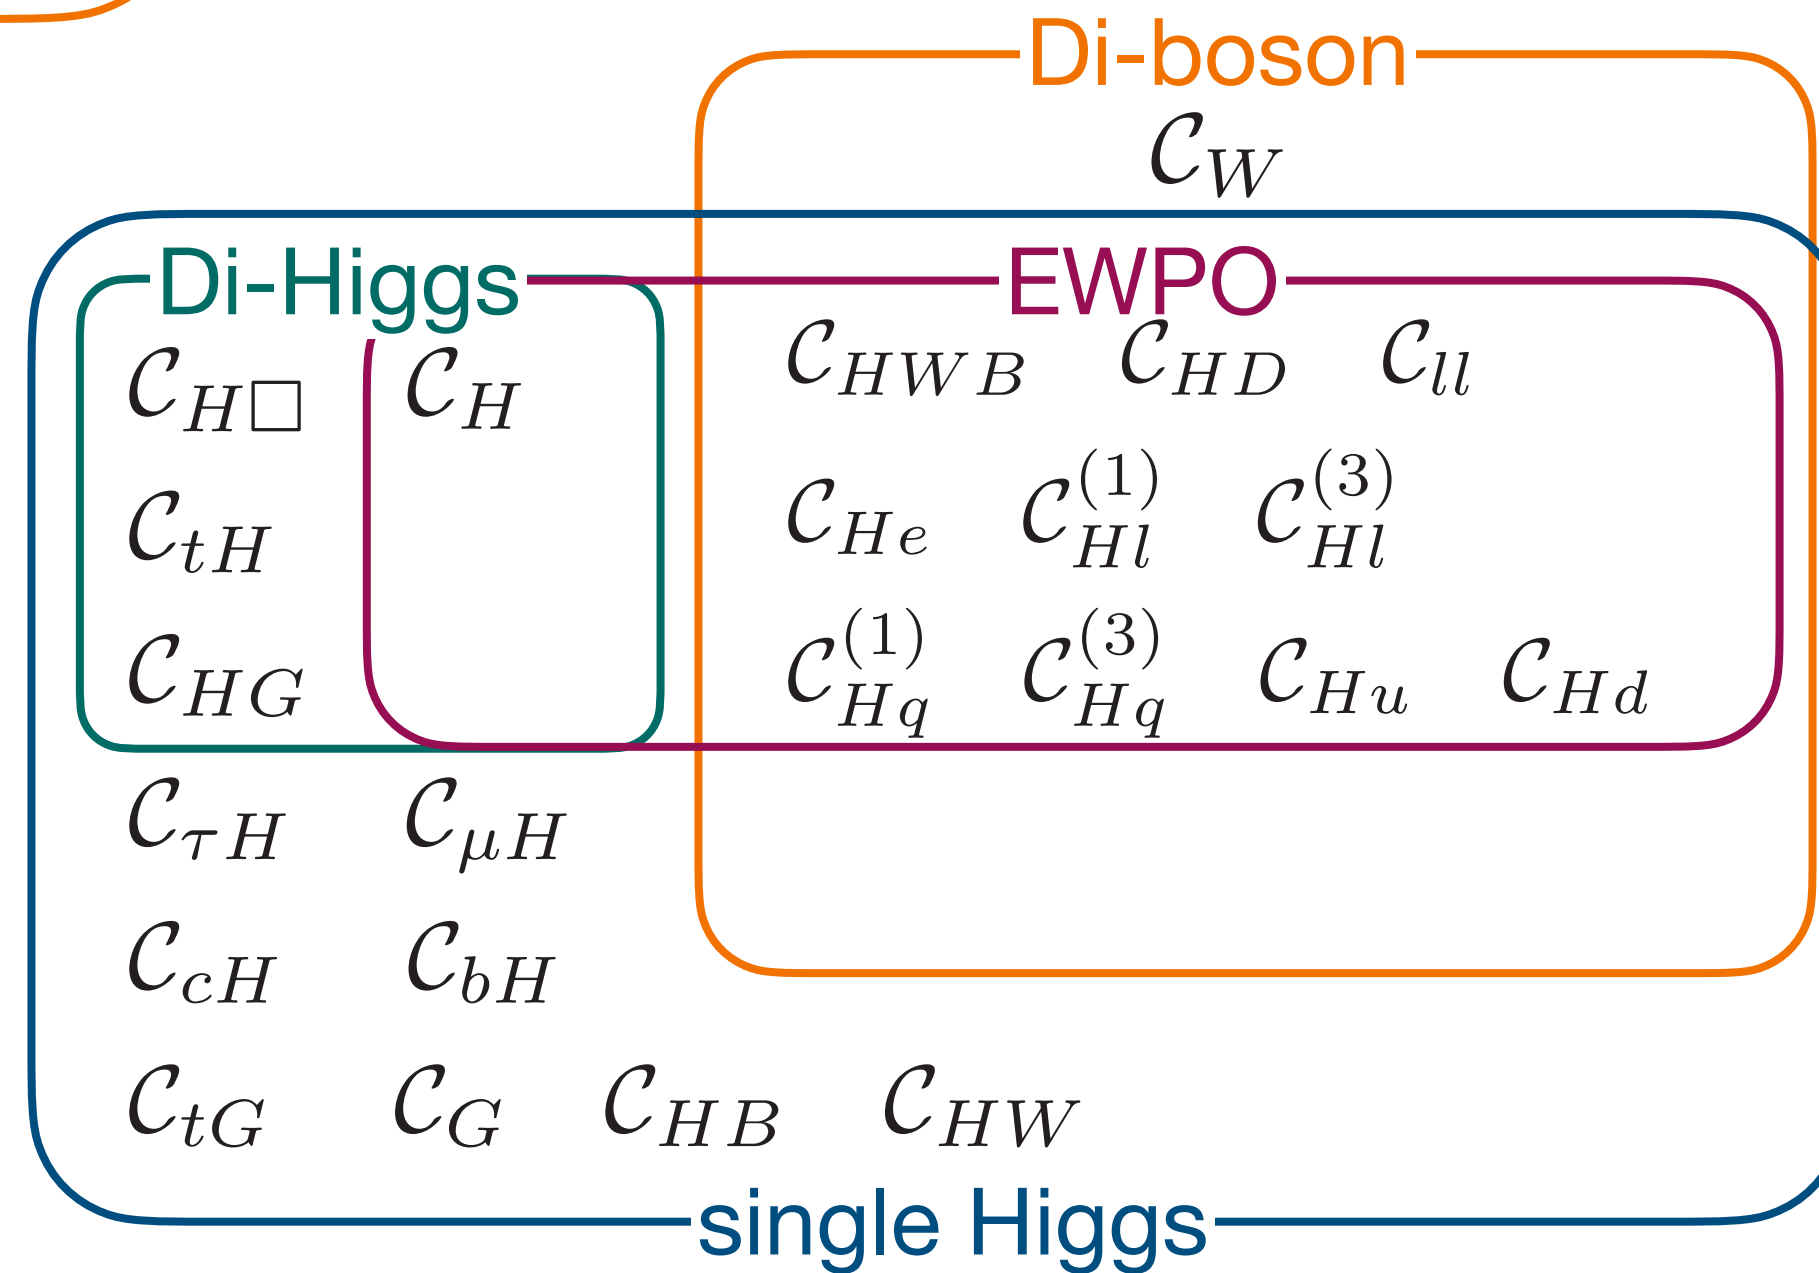 Di-boson
𝒞_W
Di-Higgs EWPO
𝒞_{H□} 𝒞_H 𝒞_{HWB} 𝒞_{HD} 𝒞_{ll}
𝒞_{tH} 𝒞_{He} 𝒞_{Hl}^{(1)} 𝒞_{Hl}^{(3)}
𝒞_{HG} 𝒞_{Hq}^{(1)} 𝒞_{Hq}^{(3)} 𝒞_{Hu} 𝒞_{Hd}
𝒞_{τH} 𝒞_{μH}
𝒞_{cH} 𝒞_{bH}
𝒞_{tG} 𝒞_G 𝒞_{HB} 𝒞_{HW}
single Higgs